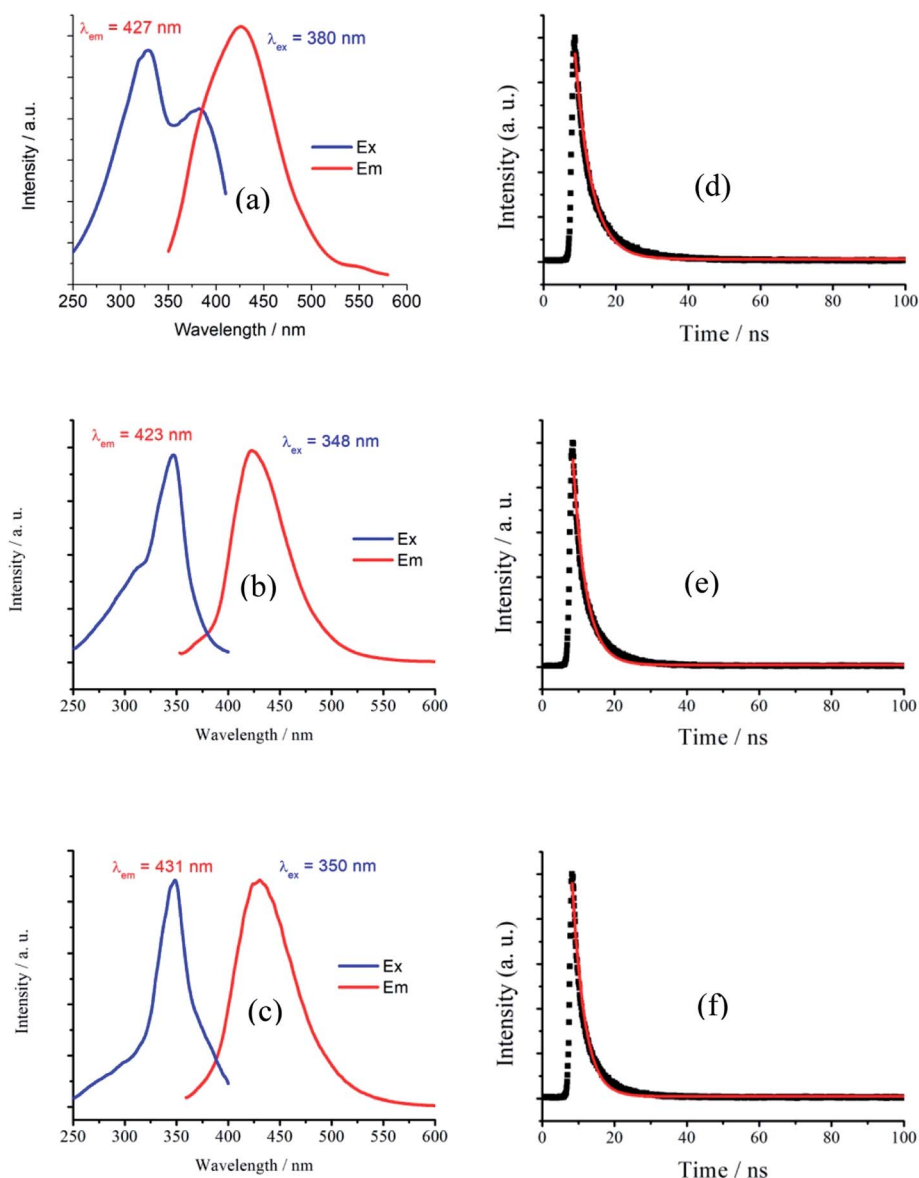 λem = 427 nm
λex = 380 nm
Intensity / a.u.
Ex
Em
(a)
250 300 350 400 450 500 550 600
Wavelength / nm
Intensity (a. u.)
(d)
0 20 40 60 80 100
Time / ns
λem = 423 nm
λex = 348 nm
Intensity / a. u.
Ex
Em
(b)
250 300 350 400 450 500 550 600
Wavelength / nm
Intensity / a. u.
(e)
0 20 40 60 80 100
Time / ns
λem = 431 nm
λex = 350 nm
Intensity / a. u.
Ex
Em
(c)
250 300 350 400 450 500 550 600
Wavelength / nm
Intensity (a. u.)
(f)
0 20 40 60 80 100
Time / ns